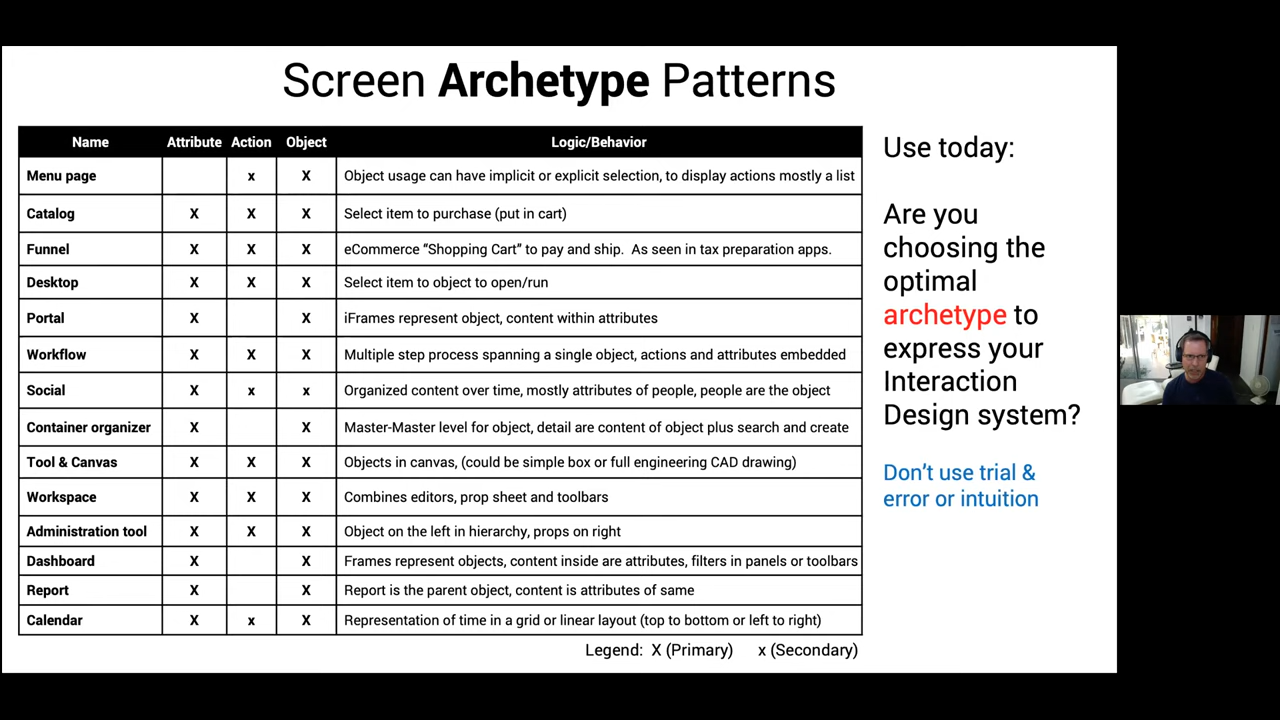 Screen Archetype Patterns
Name Attribute Action Object Logic/Behavior
Menu page x X Object usage can have implicit or explicit selection, to display actions mostly a list
Catalog X X X Select item to purchase (put in cart)
Funnel X X X eCommerce “Shopping Cart” to pay and ship. As seen in tax preparation apps.
Desktop X X X Select item to object to open/run
Portal X X iFrames represent object, content within attributes
Workflow X X X Multiple step process spanning a single object, actions and attributes embedded
Social X x x Organized content over time, mostly attributes of people, people are the object
Container organizer X X Master-Master level for object, detail are content of object plus search and create
Tool & Canvas X X X Objects in canvas, (could be simple box or full engineering CAD drawing)
Workspace X X X Combines editors, prop sheet and toolbars
Administration tool X X X Object on the left in hierarchy, props on right
Dashboard X X Frames represent objects, content inside are attributes, filters in panels or toolbars
Report X X Report is the parent object, content is attributes of same
Calendar X x X Representation of time in a grid or linear layout (top to bottom or left to right)
Legend: X (Primary) x (Secondary)
Use today:
Are you
choosing the
optimal
archetype to
express your
Interaction
Design system?
Don’t use trial &
error or intuition